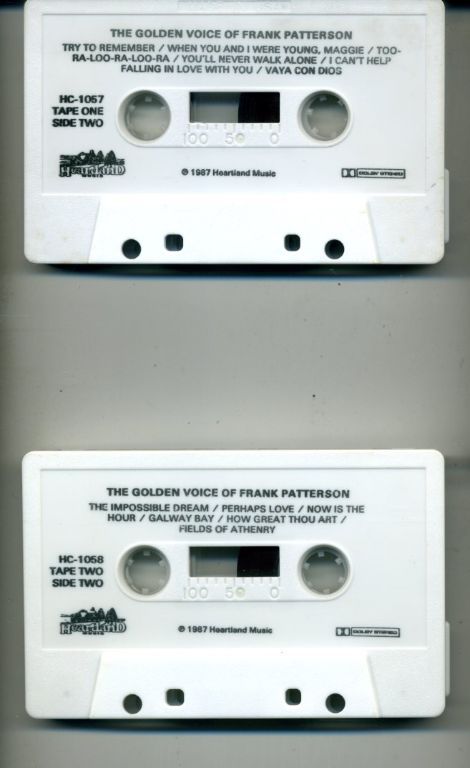 THE GOLDEN VOICE OF FRANK PATTERSON
TRY TO REMEMBER / WHEN YOU AND I WERE YOUNG, MAGGIE / TOO-
RA-LOO-RA-LOO-RA / YOU'LL NEVER WALK ALONE / I CAN'T HELP
FALLING IN LOVE WITH YOU / VAYA CON DIOS
HC-1057
TAPE ONE
SIDE TWO
100 50 0
HEARTLAND
MUSIC
℗ 1987 Heartland Music
DOLBY STEREO
THE GOLDEN VOICE OF FRANK PATTERSON
THE IMPOSSIBLE DREAM / PERHAPS LOVE / NOW IS THE
HOUR / GALWAY BAY / HOW GREAT THOU ART /
FIELDS OF ATHENRY
HC-1058
TAPE TWO
SIDE TWO
100 50 0
HEARTLAND
MUSIC
℗ 1987 Heartland Music
DOLBY STEREO